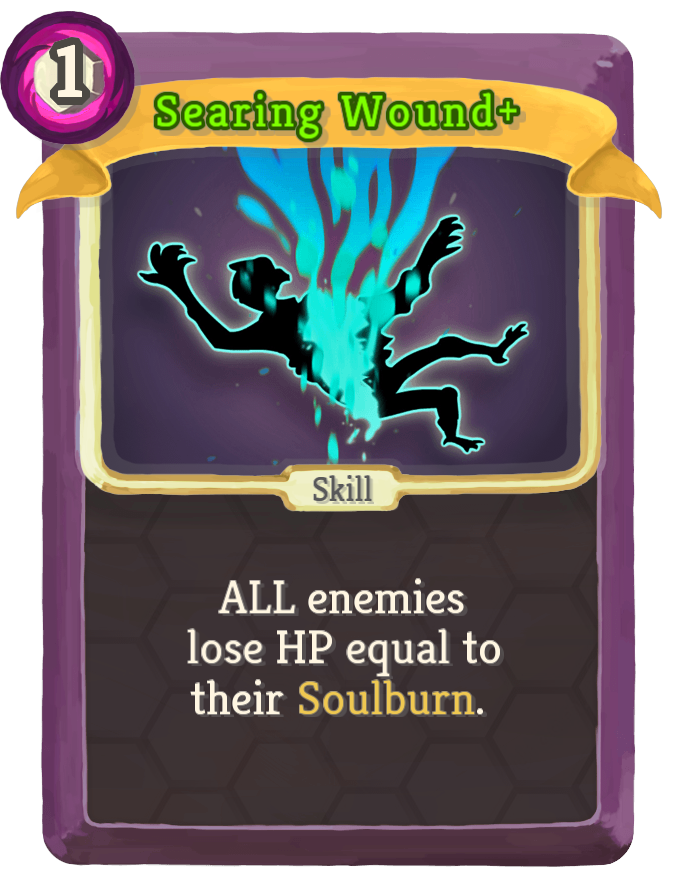 1
Searing Wound+
Skill
ALL enemies
lose HP equal to
their Soulburn.